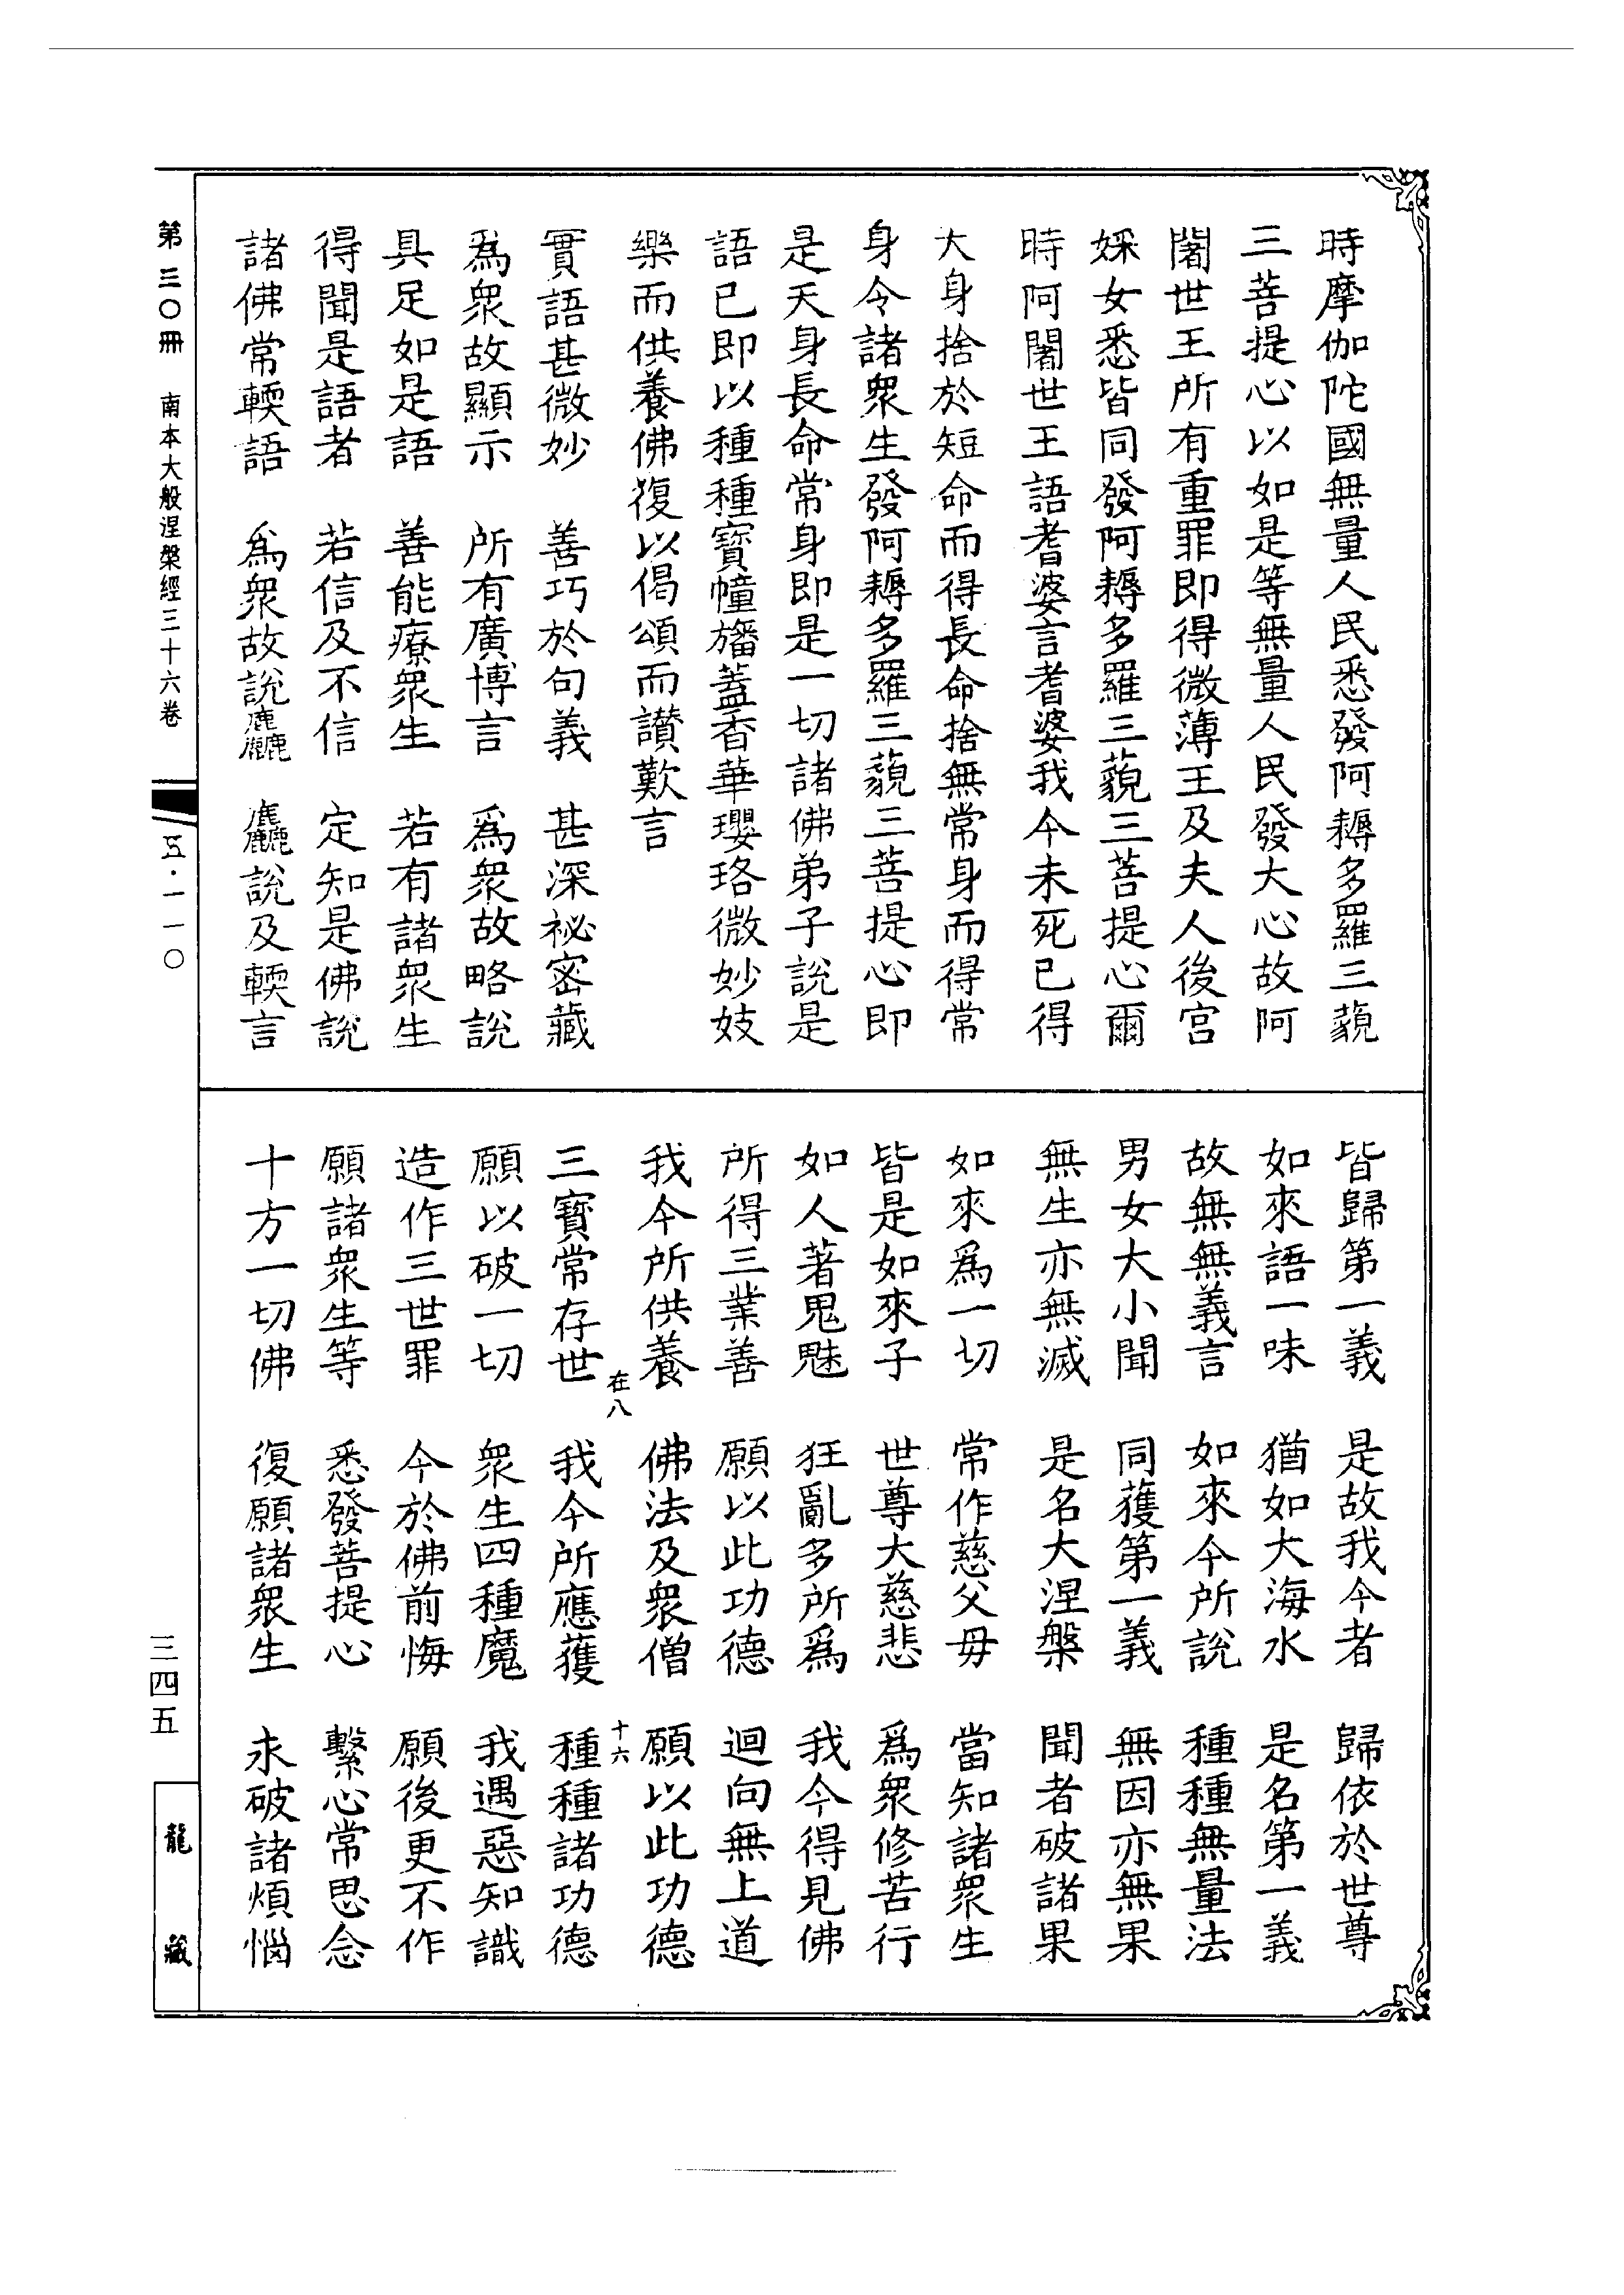 時摩伽陀國無量人民悉發阿耨多羅三藐
三菩提心以如是等無量人民發大心故阿
闍世王所有重罪即得微薄王及夫人後宮
婇女悉皆同發阿耨多羅三藐三菩提心爾
時阿闍世王語耆婆言耆婆我今未死已得
大身捨於短命而得長命捨無常身而得常
身令諸衆生發阿耨多羅三藐三菩提心即
是天身長命常身即是一切諸佛弟子說是
語已即以種種寶幢旛蓋香華瓔珞微妙妓
樂而供養佛復以偈頌而讃歎言
實語甚微妙　善巧於句義　甚深祕密藏
爲衆故顯示　所有廣博言　爲衆故略說
具足如是語　善能療衆生　若有諸衆生
得聞是語者　若信及不信　定知是佛說
諸佛常輭語　爲衆故說麤　麤說及輭言
皆歸第一義　是故我今者　歸依於世尊
如來語一味　猶如大海水　是名第一義
故無無義言　如來今所說　種種無量法
男女大小聞　同獲第一義　無因亦無果
無生亦無滅　是名大涅槃　聞者破諸果
如來爲一切　常作慈父母　當知諸衆生
皆是如來子　世尊大慈悲　爲衆修苦行
如人著鬼魅　狂亂多所爲　我今得見佛
所得三業善　願以此功德　迴向無上道
我今所供養　佛法及衆僧　願以此功德
在八　十六
三寶常存世　我今所應獲　種種諸功德
願以破一切　衆生四種魔　我遇惡知識
造作三世罪　今於佛前悔　願後更不作
願諸衆生等　悉發菩提心　繫心常思念
十方一切佛　復願諸衆生　永破諸煩惱
第三〇冊　南本大般涅槃經三十六卷
五·一一〇
三四五
龍藏